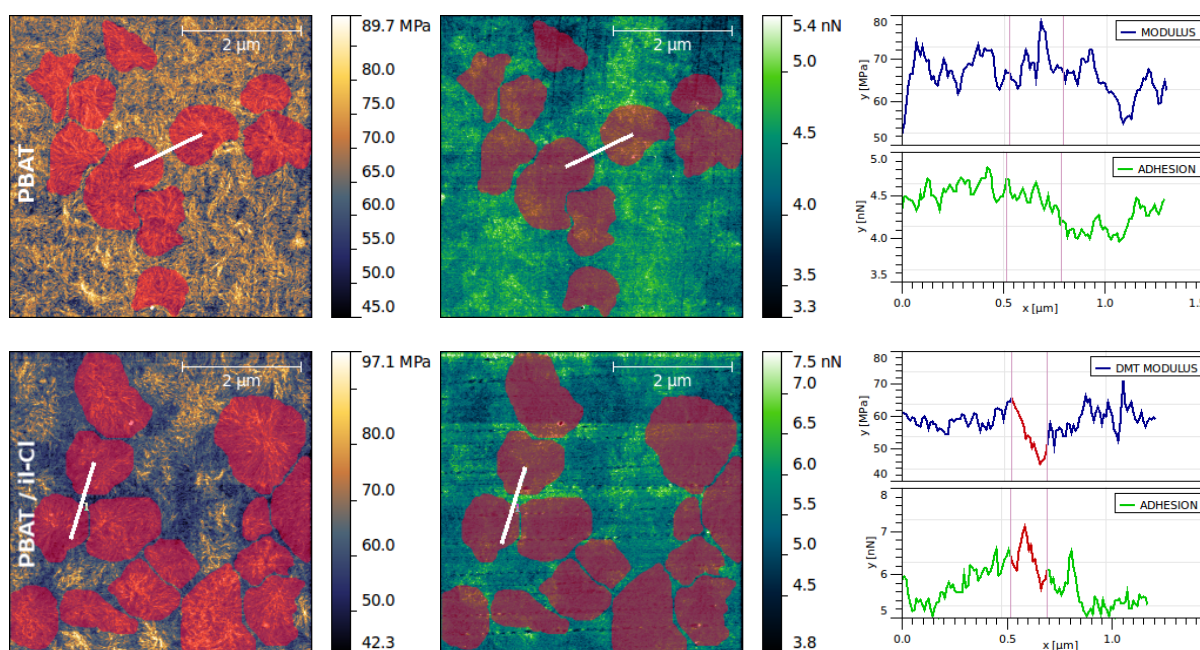 PBAT
2 µm
89.7 MPa
80.0
75.0
70.0
65.0
60.0
55.0
50.0
45.0
2 µm
5.4 nN
5.0
4.5
4.0
3.5
3.3
80
70
60
50
y [MPa]
MODULUS
5.0
4.5
4.0
3.5
y [nN]
ADHESION
0.0
0.5
1.0
1.5
x [µm]
PBAT / il-Cl
2 µm
1
97.1 MPa
80.0
70.0
60.0
50.0
42.3
2 µm
7.5 nN
7.0
6.5
6.0
5.5
5.0
4.5
3.8
80
70
60
50
40
y [MPa]
DMT MODULUS
8
7
6
5
y [nN]
ADHESION
0.0
0.5
1.0
x [µm]